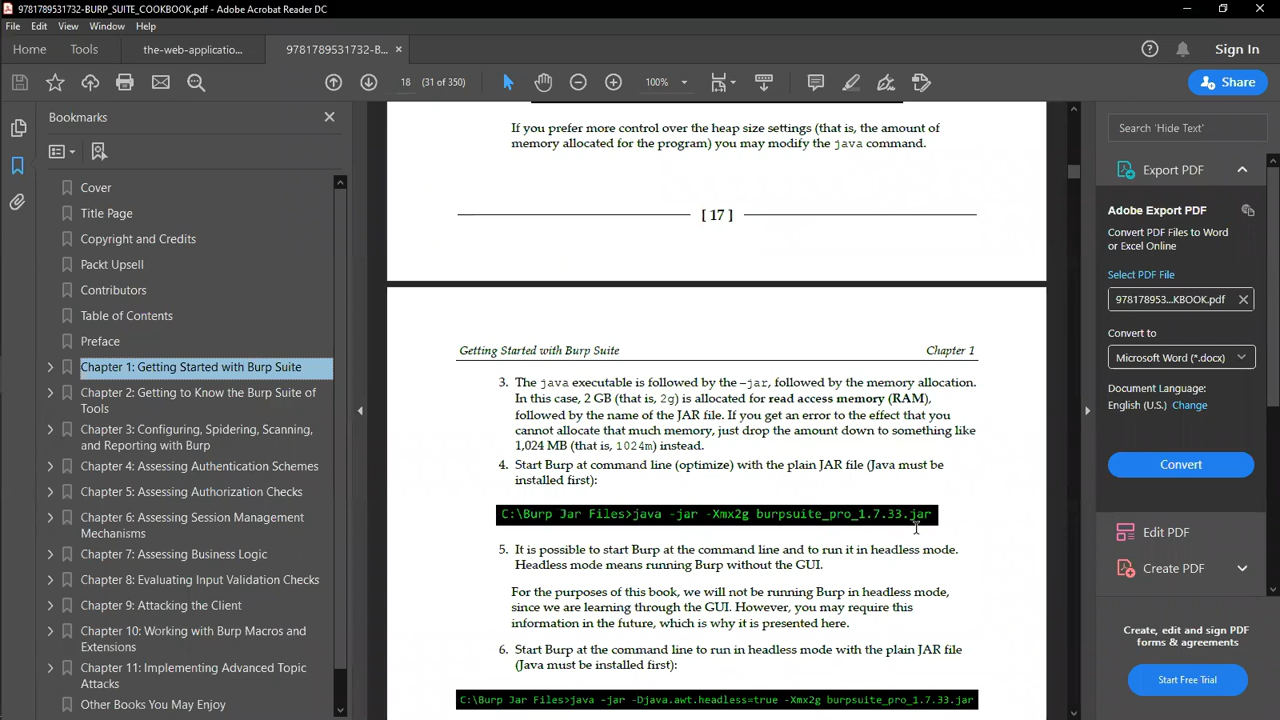 9781789531732-BURP_SUITE_COOKBOOK.pdf - Adobe Acrobat Reader DC
File Edit View Window Help
Home Tools the-web-applicatio... 9781789531732-B... ×
Sign In
18 (31 of 350)
100%
Share
Bookmarks
Cover
Title Page
Copyright and Credits
Packt Upsell
Contributors
Table of Contents
Preface
Chapter 1: Getting Started with Burp Suite
Chapter 2: Getting to Know the Burp Suite of
Tools
Chapter 3: Configuring, Spidering, Scanning,
and Reporting with Burp
Chapter 4: Assessing Authentication Schemes
Chapter 5: Assessing Authorization Checks
Chapter 6: Assessing Session Management
Mechanisms
Chapter 7: Assessing Business Logic
Chapter 8: Evaluating Input Validation Checks
Chapter 9: Attacking the Client
Chapter 10: Working with Burp Macros and
Extensions
Chapter 11: Implementing Advanced Topic
Attacks
If you prefer more control over the heap size settings (that is, the amount of
memory allocated for the program) you may modify the java command.
[ 17 ]
Getting Started with Burp Suite Chapter 1
3. The java executable is followed by the –jar, followed by the memory allocation.
In this case, 2 GB (that is, 2g) is allocated for read access memory (RAM),
followed by the name of the JAR file. If you get an error to the effect that you
cannot allocate that much memory, just drop the amount down to something like
1,024 MB (that is, 1024m) instead.
4. Start Burp at command line (optimize) with the plain JAR file (Java must be
installed first):
C:\Burp Jar Files>java -jar -Xmx2g burpsuite_pro_1.7.33.jar
5. It is possible to start Burp at the command line and to run it in headless mode.
Headless mode means running Burp without the GUI.
For the purposes of this book, we will not be running Burp in headless mode,
since we are learning through the GUI. However, you may require this
information in the future, which is why it is presented here.
6. Start Burp at the command line to run in headless mode with the plain JAR file
(Java must be installed first):
C:\Burp Jar Files>java -jar -Djava.awt.headless=true -Xmx2g burpsuite_pro_1.7.33.jar
Search 'Hide Text'
Export PDF
Adobe Export PDF
Convert PDF Files to Word
or Excel Online
Select PDF File
978178953...KBOOK.pdf
Convert to
Microsoft Word (*.docx)
Document Language:
English (U.S.) Change
Convert
Edit PDF
Create PDF
Create, edit and sign PDF
forms & agreements
Start Free Trial